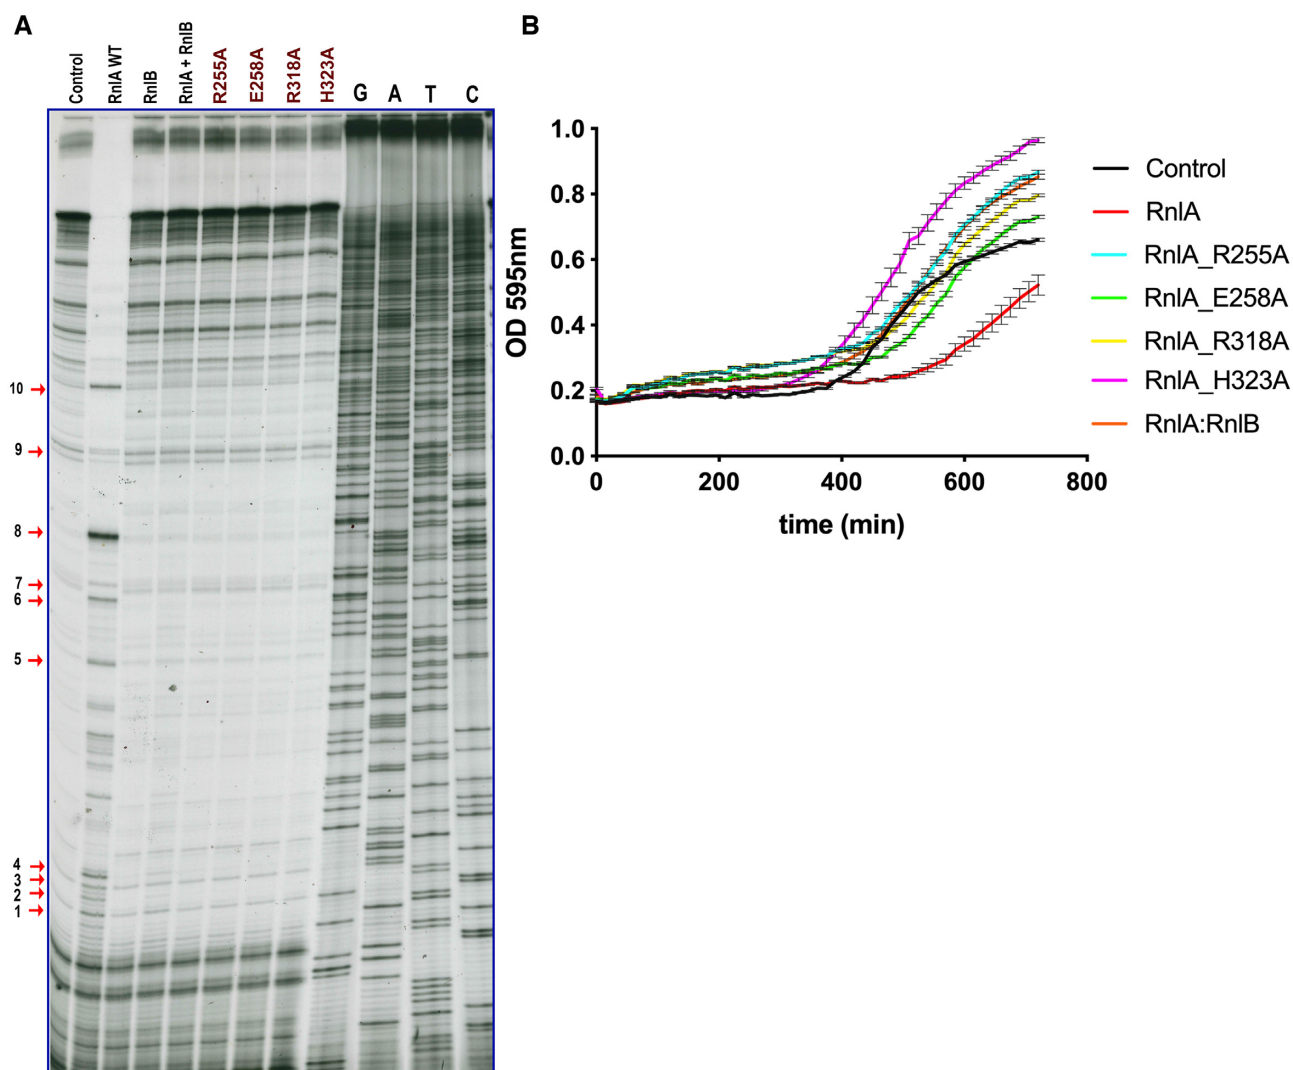 A
B
Control
RnlA WT
RnlB
RnlA + RnlB
R255A
E258A
R318A
H323A
G
A
T
C
10
9
8
7
6
5
4
3
2
1
OD 595nm
1.0
0.8
0.6
0.4
0.2
0.0
0
200
400
600
800
time (min)
Control
RnlA
RnlA_R255A
RnlA_E258A
RnlA_R318A
RnlA_H323A
RnlA:RnlB